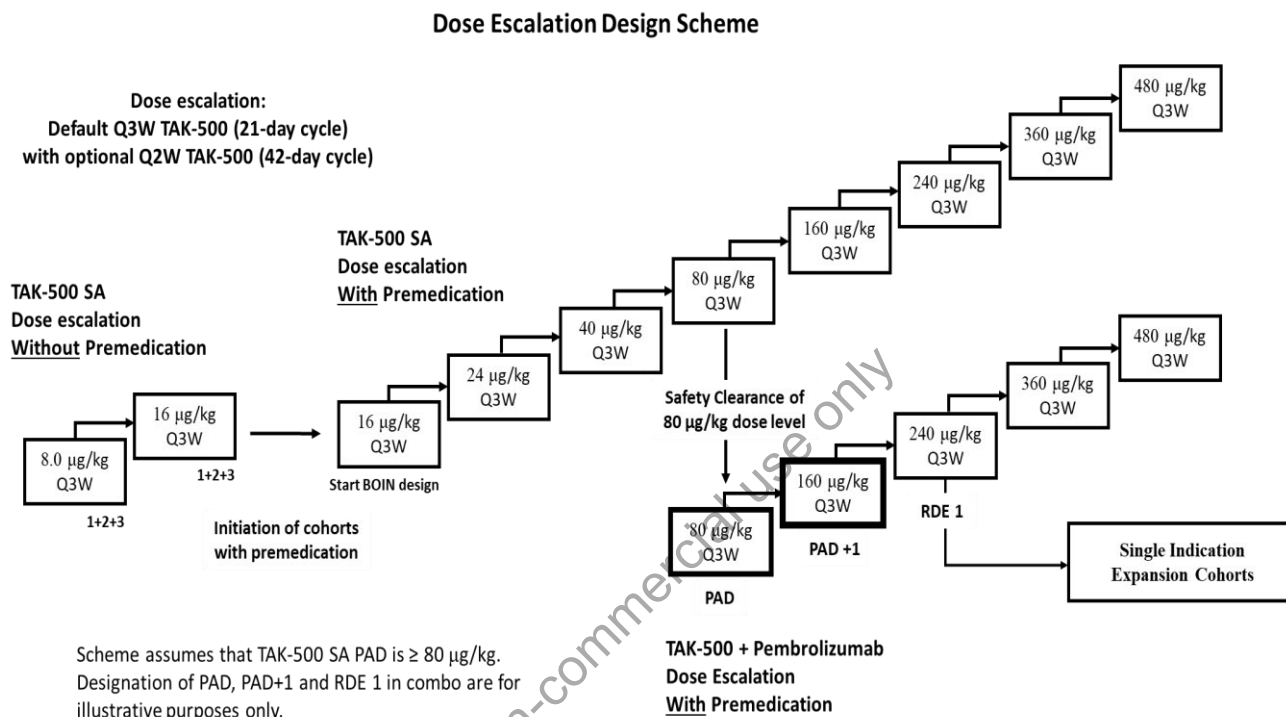 Dose Escalation Design Scheme
Dose escalation:
Default Q3W TAK-500 (21-day cycle)
with optional Q2W TAK-500 (42-day cycle)
TAK-500 SA
Dose escalation
Without Premedication
8.0 µg/kg
Q3W
1+2+3
16 µg/kg
Q3W
1+2+3
Initiation of cohorts
with premedication
TAK-500 SA
Dose escalation
With Premedication
16 µg/kg
Q3W
Start BOIN design
24 µg/kg
Q3W
40 µg/kg
Q3W
80 µg/kg
Q3W
160 µg/kg
Q3W
240 µg/kg
Q3W
360 µg/kg
Q3W
480 µg/kg
Q3W
Safety Clearance of
80 µg/kg dose level
80 µg/kg
Q3W
PAD
160 µg/kg
Q3W
PAD +1
240 µg/kg
Q3W
RDE 1
360 µg/kg
Q3W
480 µg/kg
Q3W
Single Indication
Expansion Cohorts
TAK-500 + Pembrolizumab
Dose Escalation
With Premedication
Scheme assumes that TAK-500 SA PAD is ≥ 80 µg/kg.
Designation of PAD, PAD+1 and RDE 1 in combo are for
illustrative purposes only.
n-commercial use only